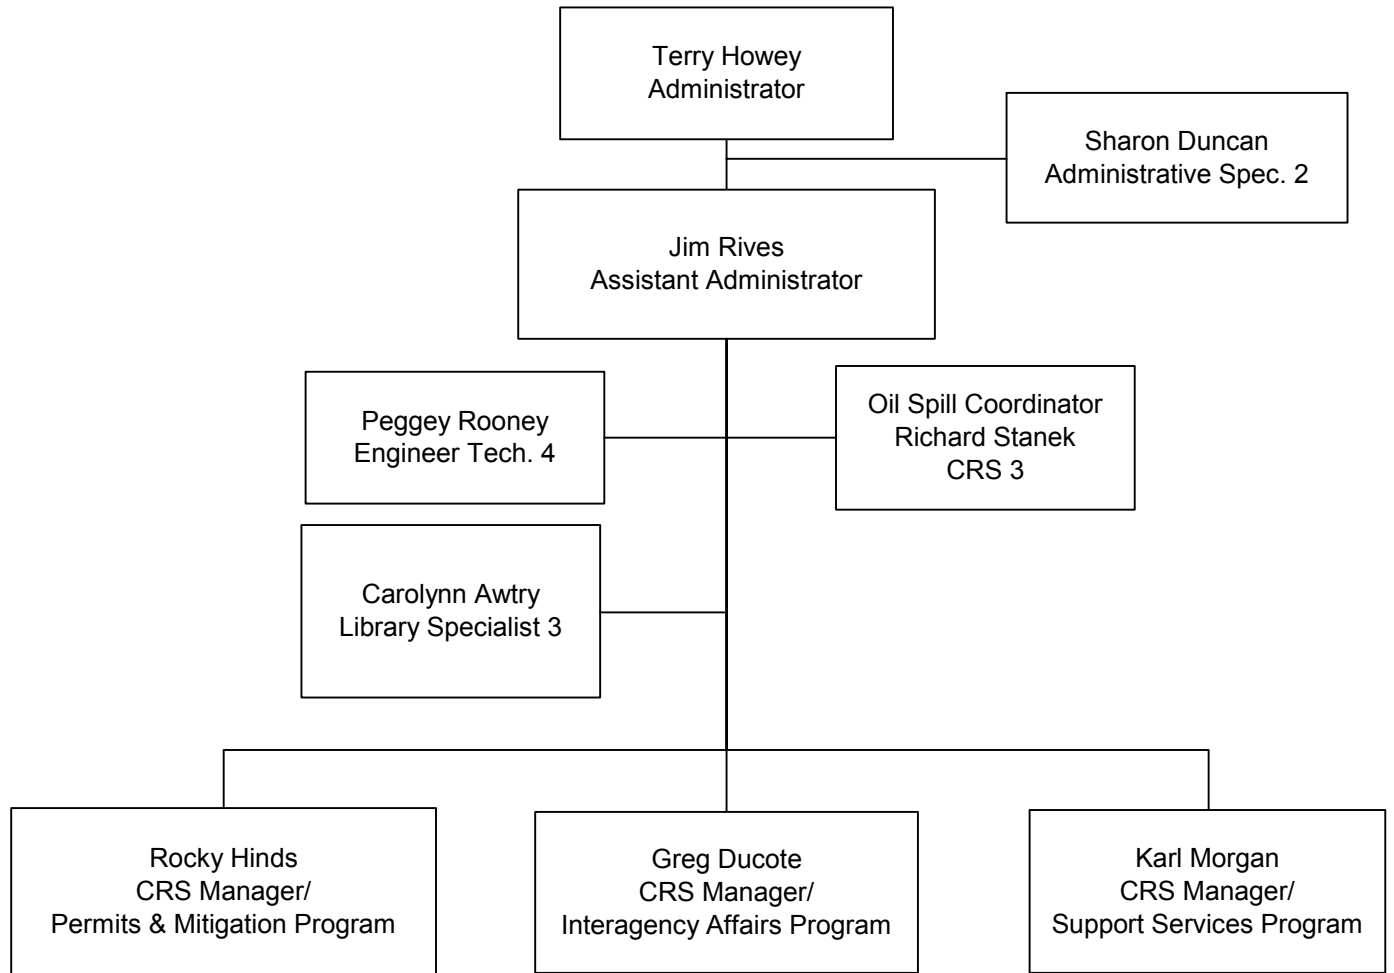 Terry Howey
Administrator
Sharon Duncan
Administrative Spec. 2
Jim Rives
Assistant Administrator
Peggey Rooney
Engineer Tech. 4
Oil Spill Coordinator
Richard Stanek
CRS 3
Carolynn Awtry
Library Specialist 3
Rocky Hinds
CRS Manager/
Permits & Mitigation Program
Greg Ducote
CRS Manager/
Interagency Affairs Program
Karl Morgan
CRS Manager/
Support Services Program